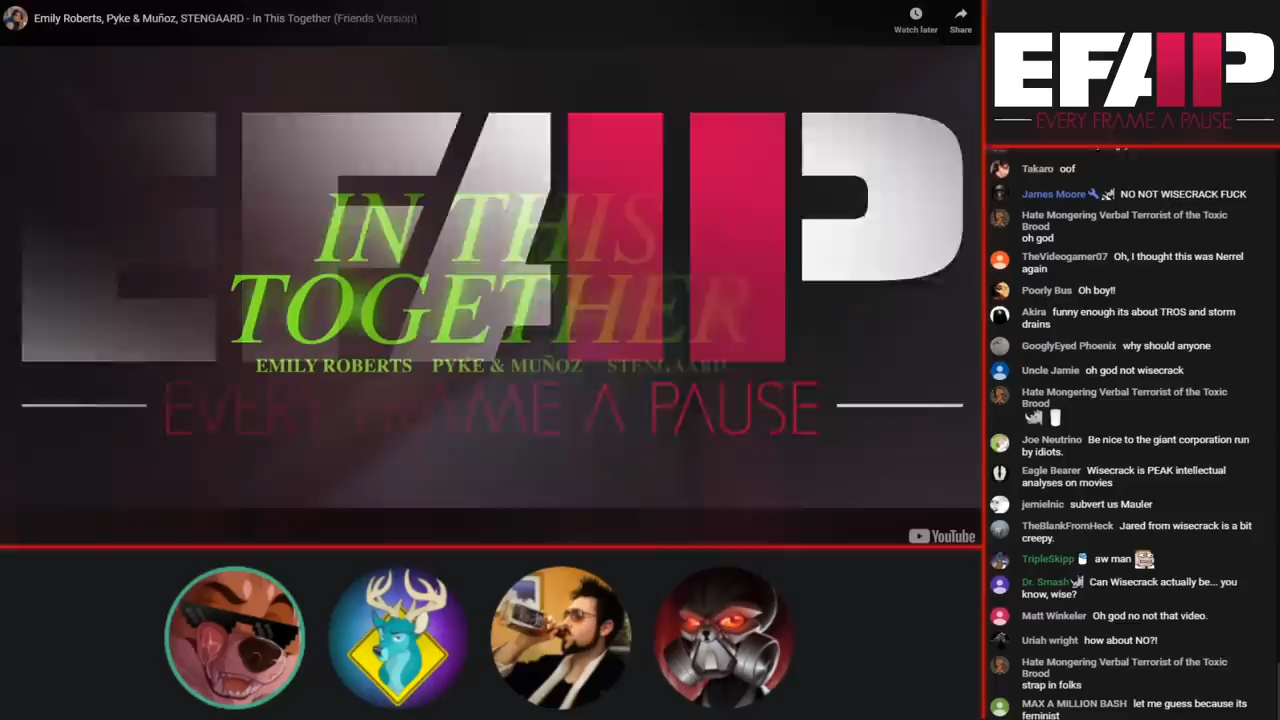 Emily Roberts, Pyke & Muñoz, STENGAARD - In This Together (Friends Version)
Watch later
Share
EFAP
IN THIS
TOGETHER
EMILY ROBERTS PYKE & MUÑOZ STENGAARD
EVERY FRAME A PAUSE
YouTube
EFAP
EVERY FRAME A PAUSE
Takaro oof
James Moore NO NOT WISECRACK FUCK
Hate Mongering Verbal Terrorist of the Toxic
Brood
oh god
TheVideogamer07 Oh, I thought this was Nerrel
again
Poorly Bus Oh boy!!
Akira funny enough its about TROS and storm
drains
GooglyEyed Phoenix why should anyone
Uncle Jamie oh god not wisecrack
Hate Mongering Verbal Terrorist of the Toxic
Brood
Joe Neutrino Be nice to the giant corporation run
by idiots.
Eagle Bearer Wisecrack is PEAK intellectual
analyses on movies
jemielnic subvert us Mauler
TheBlankFromHeck Jared from wisecrack is a bit
creepy.
TripleSkipp aw man
Dr. Smash Can Wisecrack actually be... you
know, wise?
Matt Winkeler Oh god no not that video.
Uriah wright how about NO?!
Hate Mongering Verbal Terrorist of the Toxic
Brood
strap in folks
MAX A MILLION BASH let me guess because its
feminist